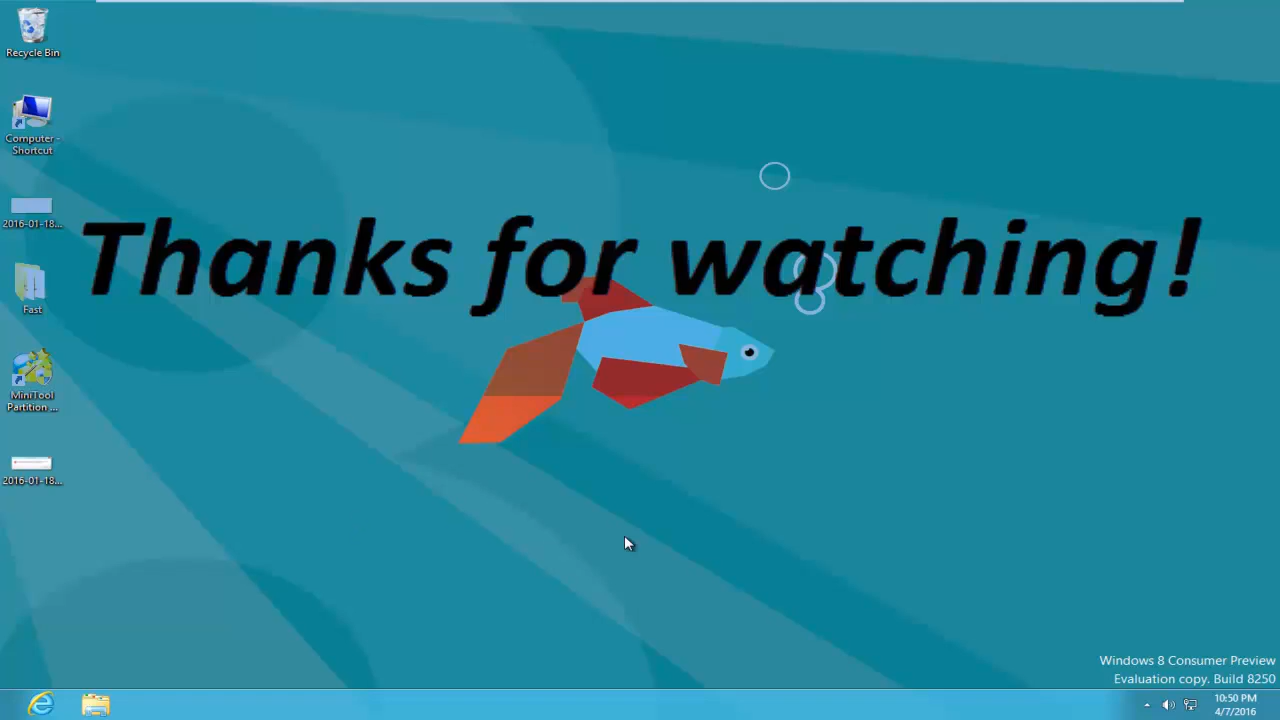 Recycle Bin
Computer -
Shortcut
2016-01-18...
Thanks for watching!
Fast
MiniTool
Partition ...
2016-01-18...
Windows 8 Consumer Preview
Evaluation copy. Build 8250
10:50 PM
4/7/2016